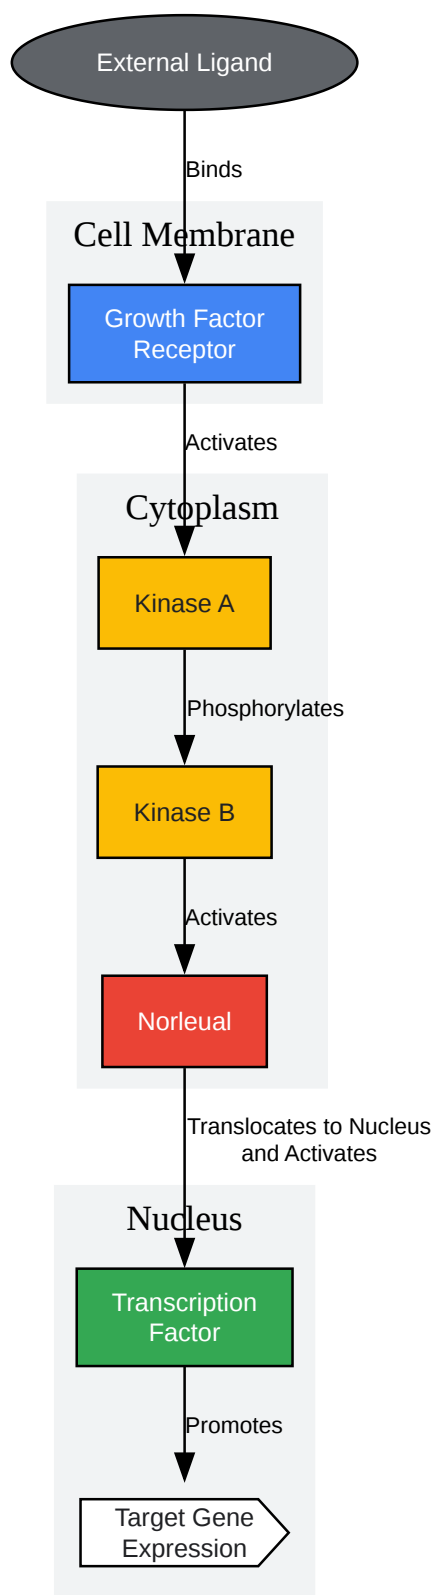 External Ligand
Binds
Cell Membrane
Growth Factor
Receptor
Activates
Cytoplasm
Kinase A
Phosphorylates
Kinase B
Activates
Norleual
Translocates to Nucleus
and Activates
Nucleus
Transcription
Factor
Promotes
Target Gene
Expression